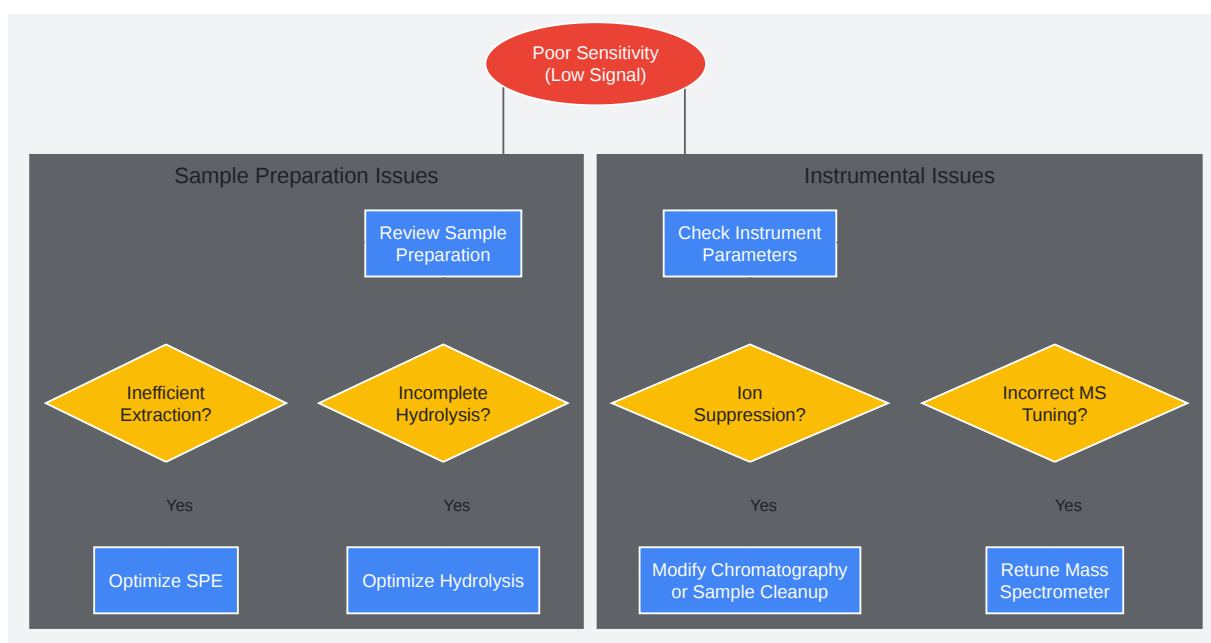 Poor Sensitivity
(Low Signal)
Sample Preparation Issues
Instrumental Issues
Review Sample
Preparation
Check Instrument
Parameters
Inefficient
Extraction?
Incomplete
Hydrolysis?
Ion
Suppression?
Incorrect MS
Tuning?
Yes
Yes
Yes
Yes
Optimize SPE
Optimize Hydrolysis
Modify Chromatography
or Sample Cleanup
Retune Mass
Spectrometer